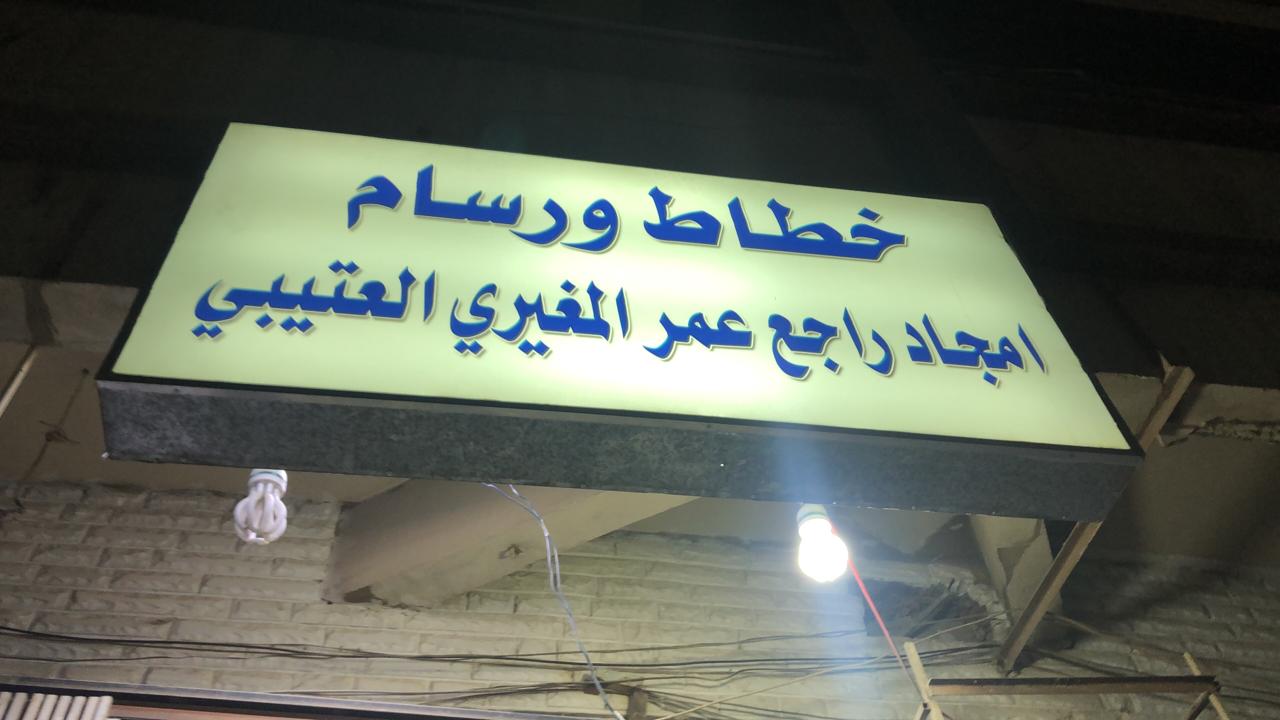 خطاط ورسام
امجاد راجع عمر المغيري العتيبي